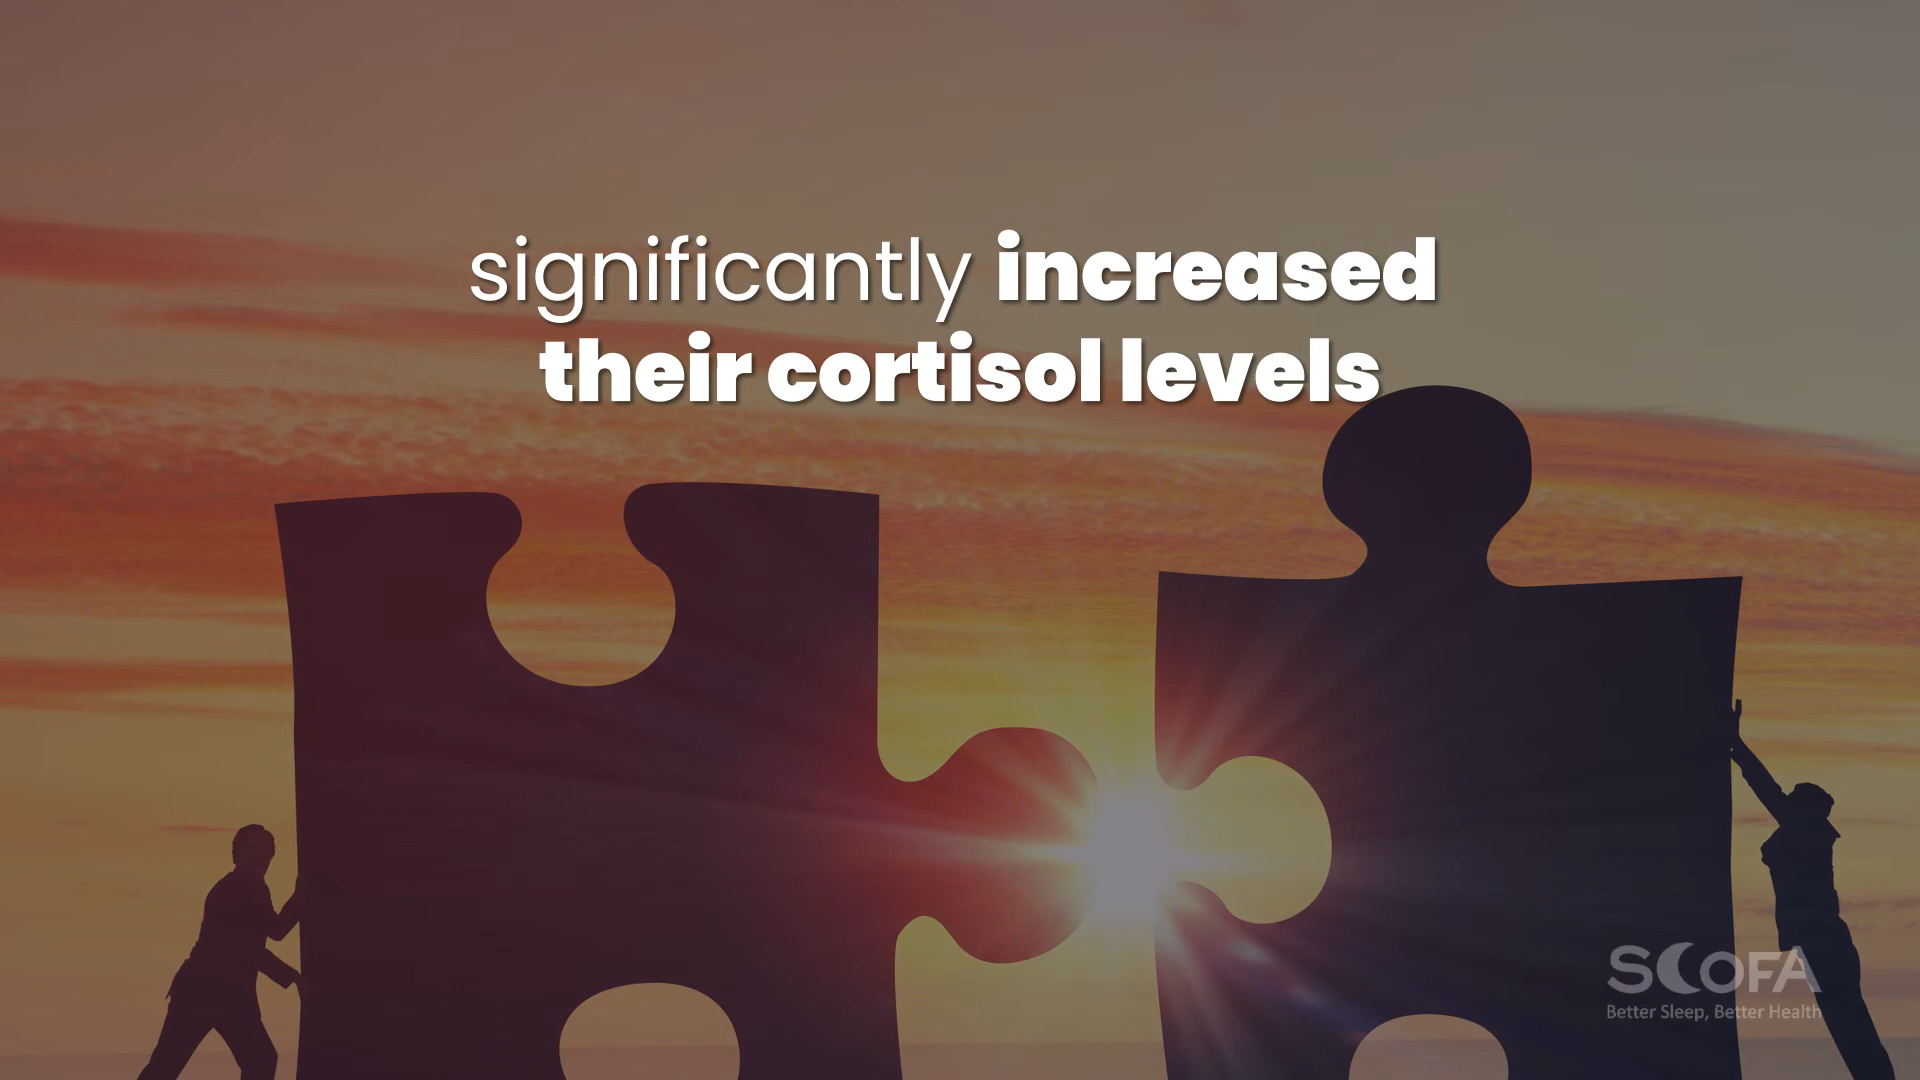 significantly increased
their cortisol levels
SCOFA
Better Sleep, Better Health